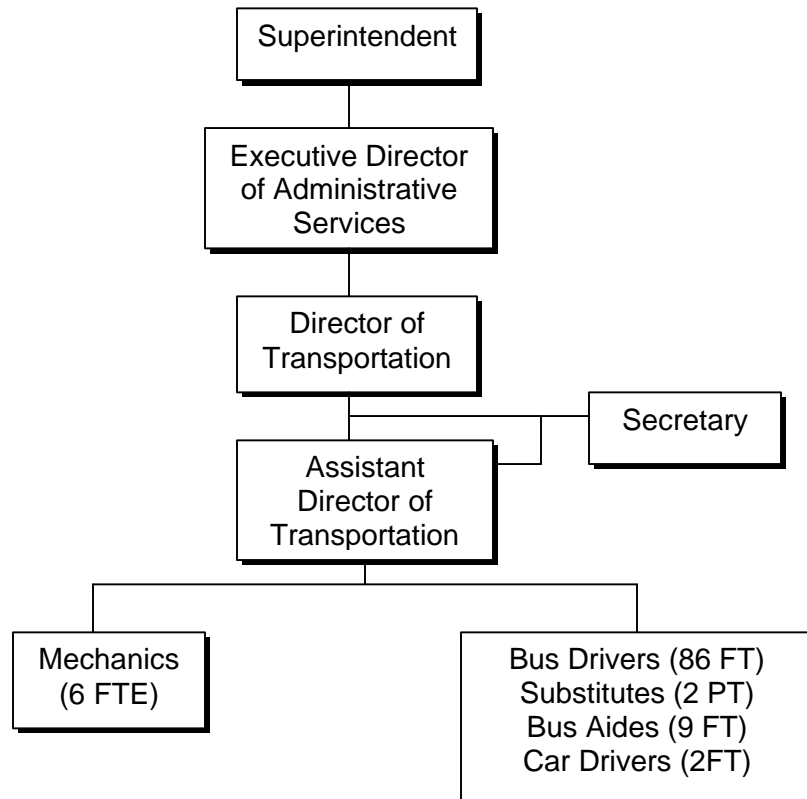 Superintendent
Executive Director
of Administrative
Services
Director of
Transportation
Secretary
Assistant
Director of
Transportation
Mechanics
(6 FTE)
Bus Drivers (86 FT)
Substitutes (2 PT)
Bus Aides (9 FT)
Car Drivers (2FT)